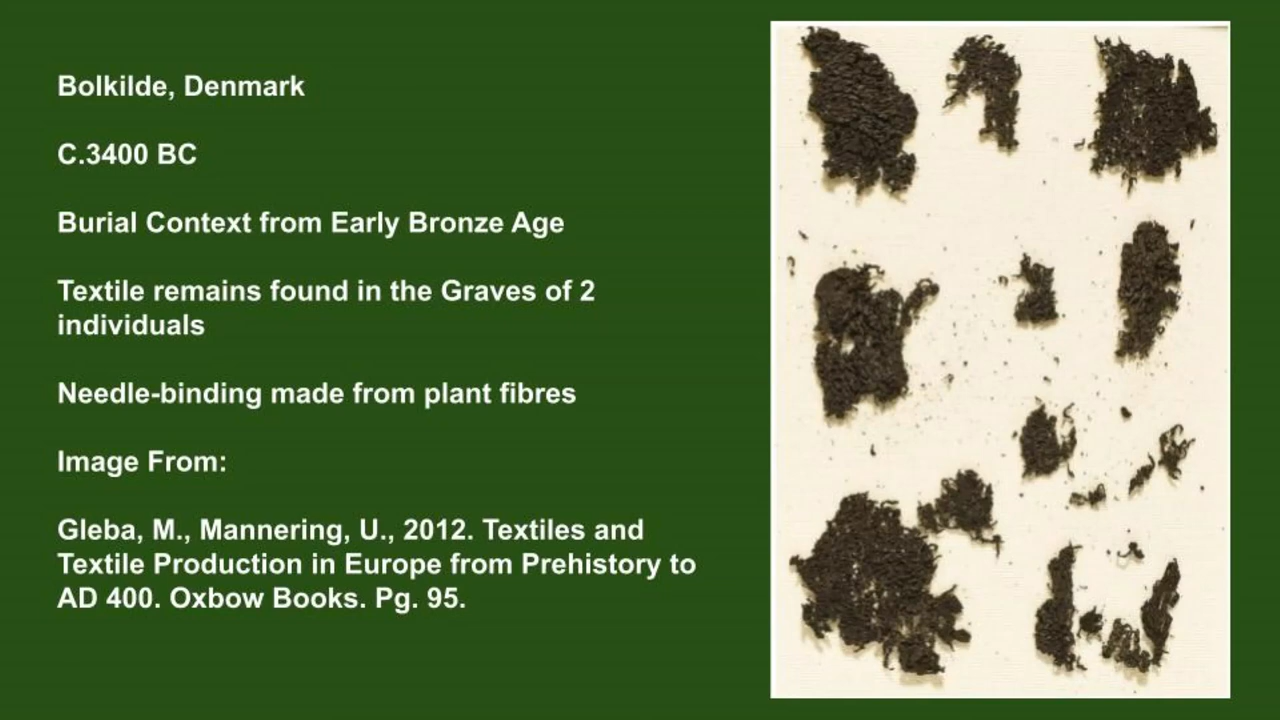 Bolkilde, Denmark
C.3400 BC
Burial Context from Early Bronze Age
Textile remains found in the Graves of 2
individuals
Needle-binding made from plant fibres
Image From:
Gleba, M., Mannering, U., 2012. Textiles and
Textile Production in Europe from Prehistory to
AD 400. Oxbow Books. Pg. 95.